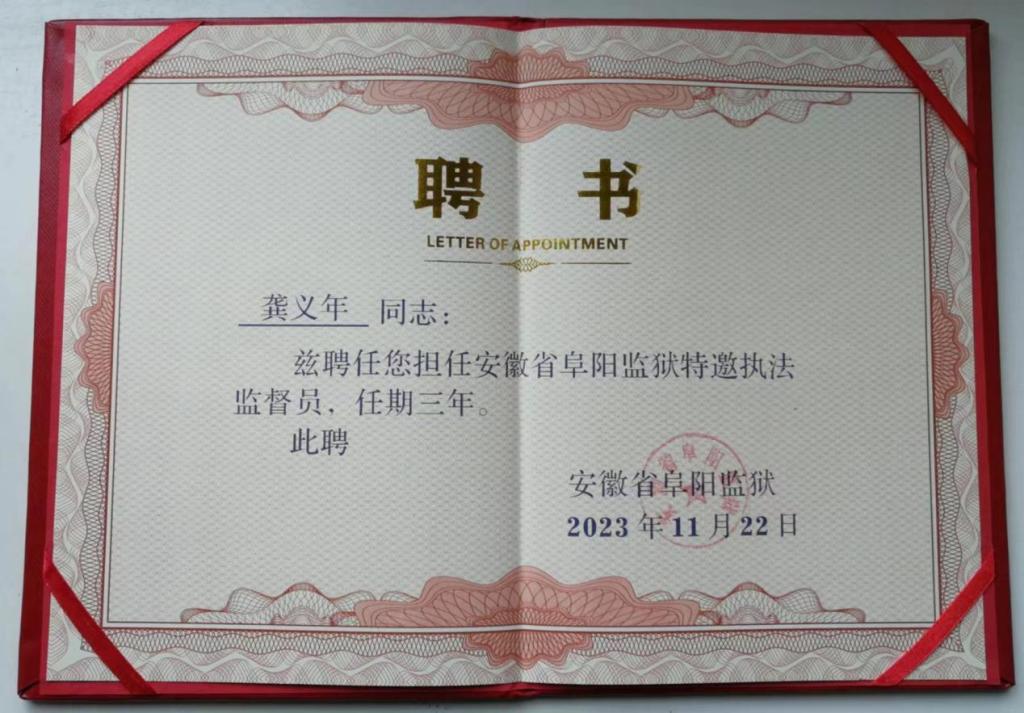 聘 书
LETTER OF APPOINTMENT
龚义年 同志：
兹聘任您担任安徽省阜阳监狱特邀执法
监督员，任期三年。
此聘
安徽省阜阳监狱
2023 年 11 月 22 日